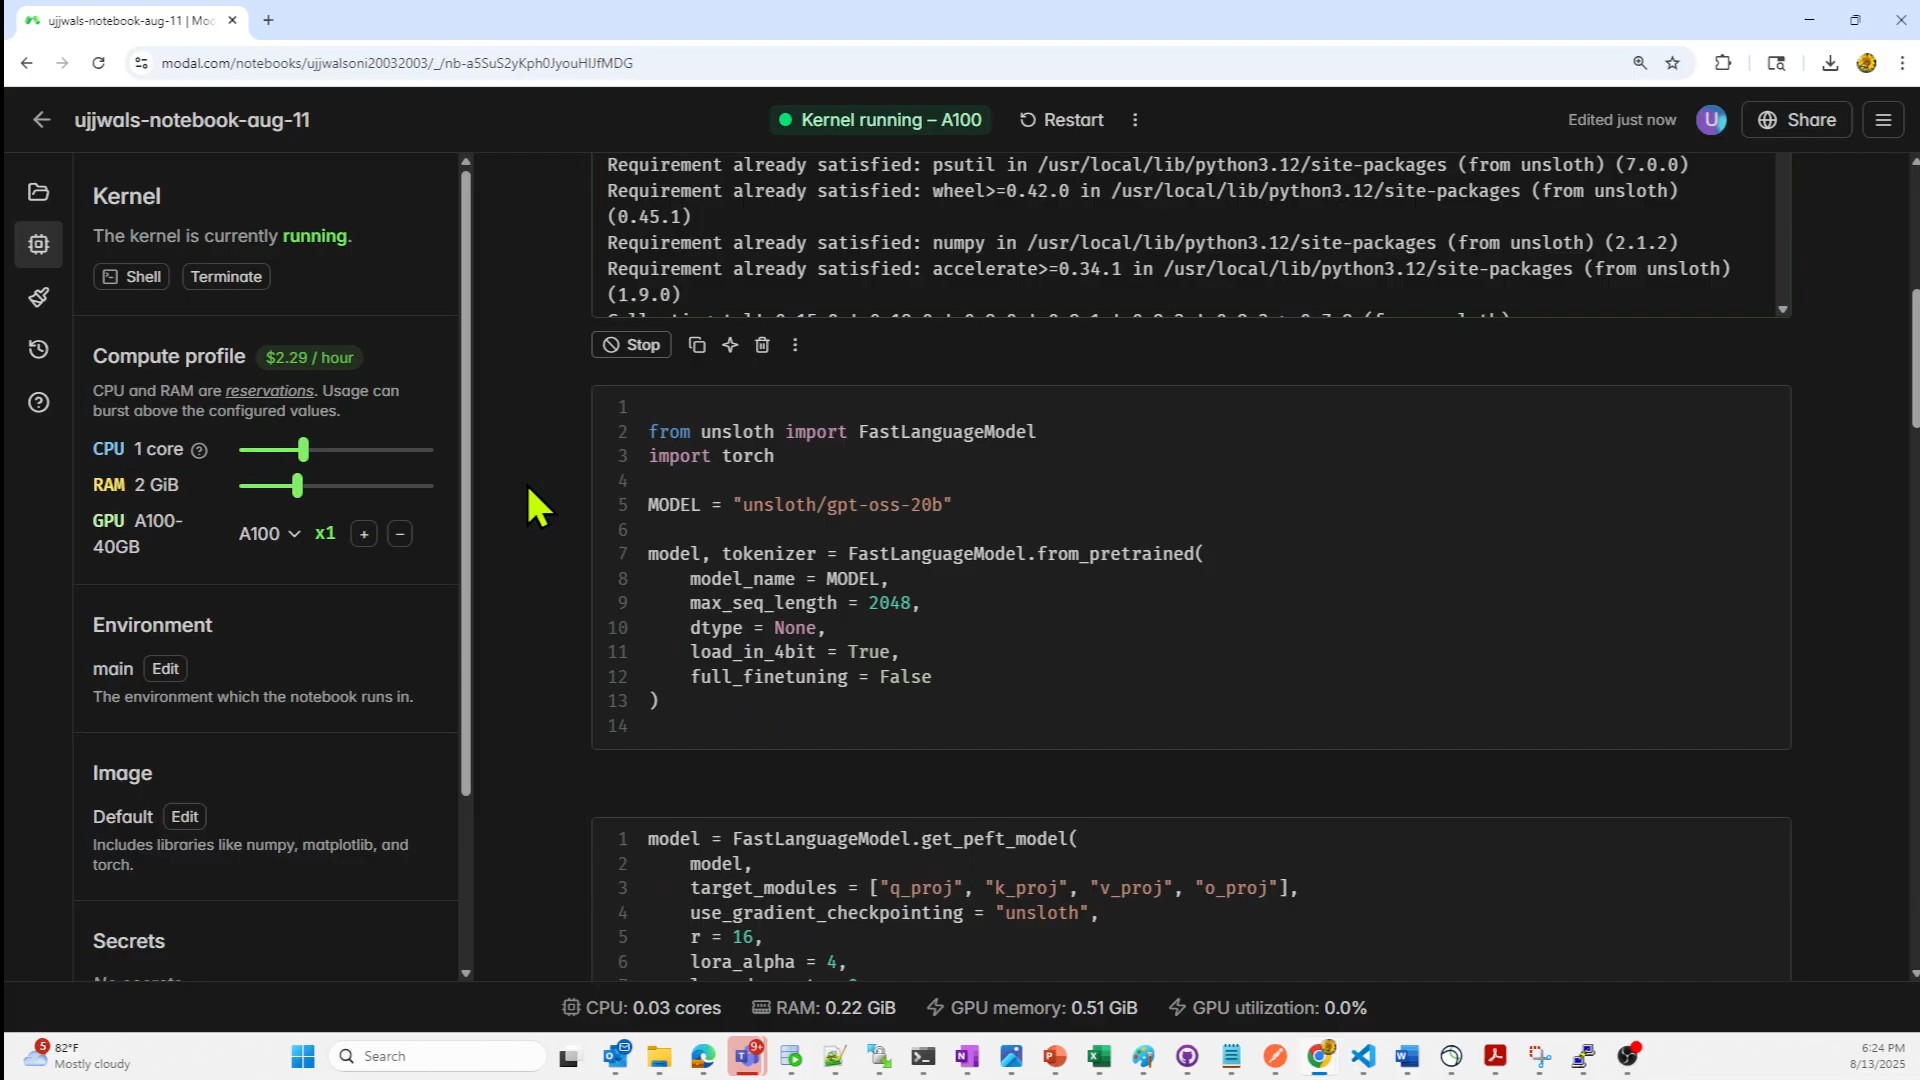 ujjwals-notebook-aug-11 | Mod
modal.com/notebooks/ujjwalsoni20032003/_/nb-a5SuS2yKph0JyouHIJfMDG
ujjwals-notebook-aug-11
Kernel running – A100
Restart
Edited just now
U
Share
Kernel
The kernel is currently running.
Shell
Terminate
Compute profile
$2.29 / hour
CPU and RAM are reservations. Usage can
burst above the configured values.
CPU 1 core
RAM 2 GiB
GPU A100-
40GB
A100
x1
+
−
Environment
main
Edit
The environment which the notebook runs in.
Image
Default
Edit
Includes libraries like numpy, matplotlib, and
torch.
Secrets
Requirement already satisfied: psutil in /usr/local/lib/python3.12/site-packages (from unsloth) (7.0.0)
Requirement already satisfied: wheel>=0.42.0 in /usr/local/lib/python3.12/site-packages (from unsloth)
(0.45.1)
Requirement already satisfied: numpy in /usr/local/lib/python3.12/site-packages (from unsloth) (2.1.2)
Requirement already satisfied: accelerate>=0.34.1 in /usr/local/lib/python3.12/site-packages (from unsloth)
(1.9.0)
Stop
1
2 from unsloth import FastLanguageModel
3 import torch
4
5 MODEL = "unsloth/gpt-oss-20b"
6
7 model, tokenizer = FastLanguageModel.from_pretrained(
8 model_name = MODEL,
9 max_seq_length = 2048,
10 dtype = None,
11 load_in_4bit = True,
12 full_finetuning = False
13 )
14
1 model = FastLanguageModel.get_peft_model(
2 model,
3 target_modules = ["q_proj", "k_proj", "v_proj", "o_proj"],
4 use_gradient_checkpointing = "unsloth",
5 r = 16,
6 lora_alpha = 4,
CPU: 0.03 cores
RAM: 0.22 GiB
GPU memory: 0.51 GiB
GPU utilization: 0.0%
5
82°F
Mostly cloudy
Search
9+
6:24 PM
8/13/2025